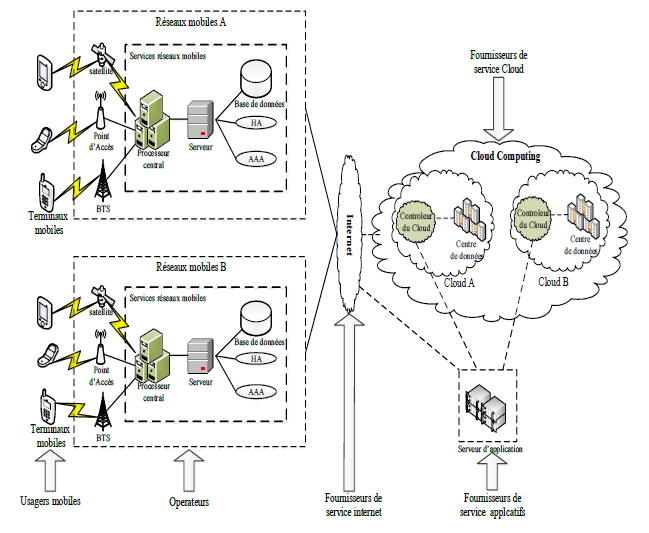 Réseaux mobiles A
Services réseaux mobiles
satéllité
Base de données
HA
AAA
Point
d'Accès
Processeur
central
Serveur
BTS
Terminaux
mobiles
Réseaux mobiles B
Services réseaux mobiles
satéllité
Base de données
HA
AAA
Point
d'Accès
Processeur
central
Serveur
BTS
Terminaux
mobiles
Usagers mobiles
Operateurs
Internet
Fournisseurs de
service internet
Fournisseurs de
service Cloud
Cloud Computing
Controleur
du Cloud
Centre
de données
Cloud A
Controleur
du Cloud
Centre
de données
Cloud B
Serveur d'application
Fournisseurs de
service applcatifs